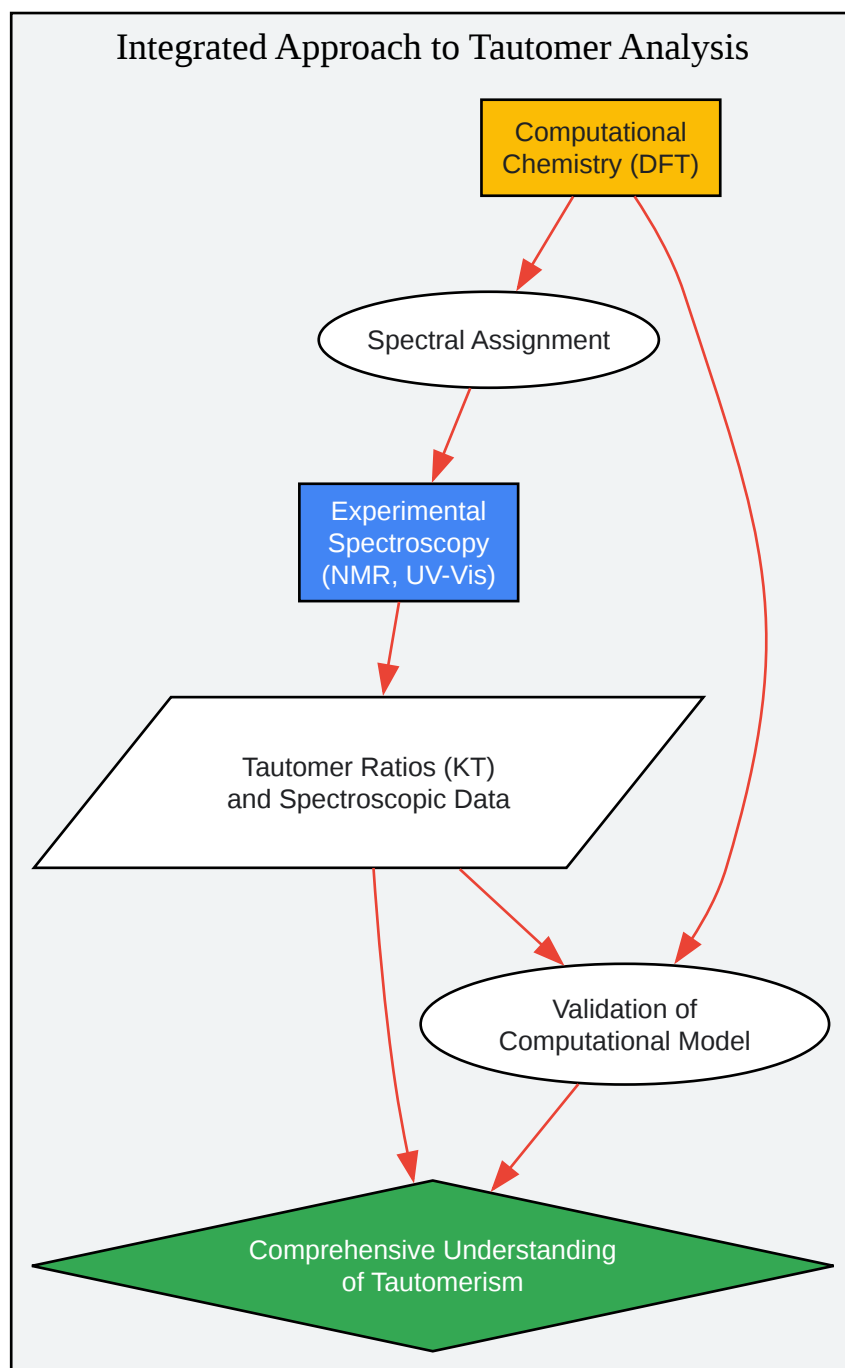 Integrated Approach to Tautomer Analysis
Computational
Chemistry (DFT)
Spectral Assignment
Experimental
Spectroscopy
(NMR, UV-Vis)
Tautomer Ratios (KT)
and Spectroscopic Data
Validation of
Computational Model
Comprehensive Understanding
of Tautomerism